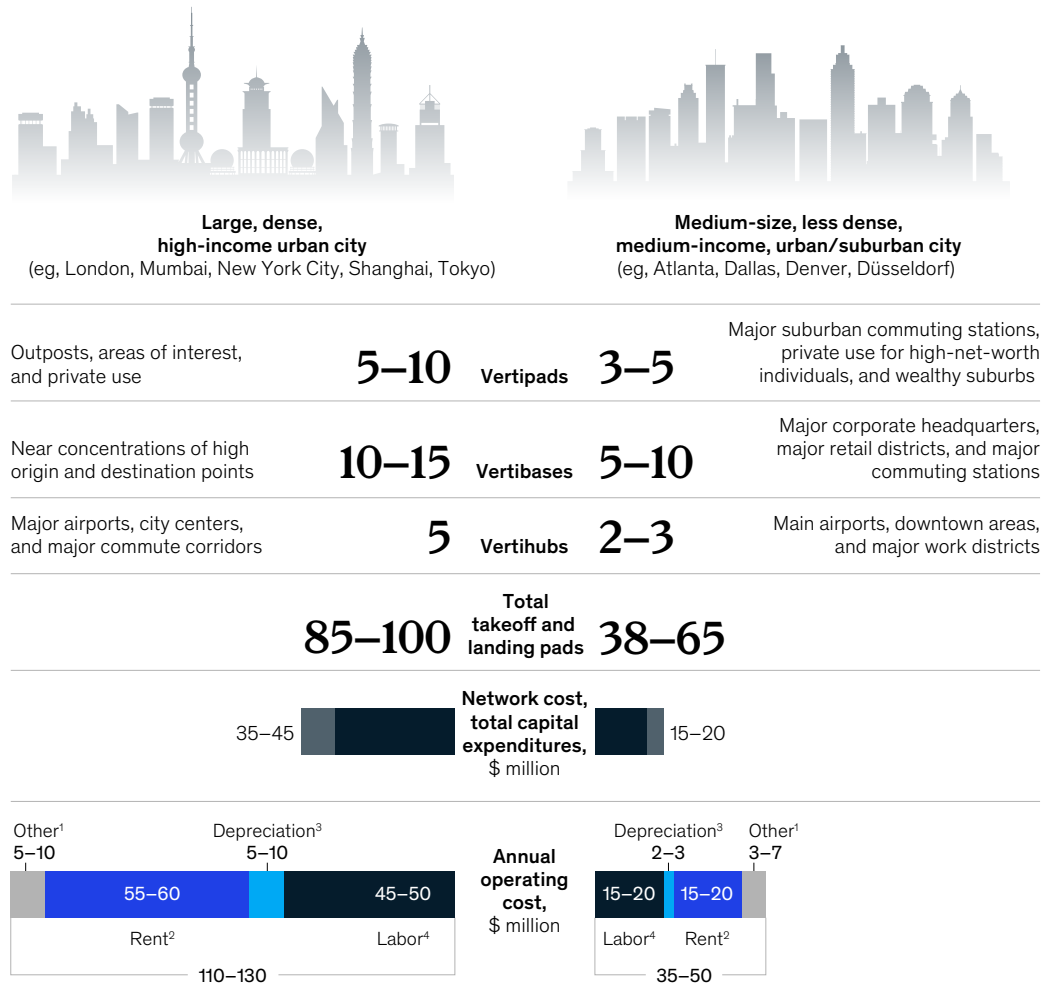 Large, dense,
high-income urban city
(eg, London, Mumbai, New York City, Shanghai, Tokyo)
Medium-size, less dense,
medium-income, urban/suburban city
(eg, Atlanta, Dallas, Denver, Düsseldorf)
Outposts, areas of interest,
and private use
5–10
Vertipads
3–5
Major suburban commuting stations,
private use for high-net-worth
individuals, and wealthy suburbs
Near concentrations of high
origin and destination points
10–15
Vertibases
5–10
Major corporate headquarters,
major retail districts, and major
commuting stations
Major airports, city centers,
and major commute corridors
5
Vertihubs
2–3
Main airports, downtown areas,
and major work districts
85–100
Total
takeoff and
landing pads
38–65
35–45
Network cost,
total capital
expenditures,
$ million
15–20
Other¹
5–10
Depreciation³
5–10
55–60
45–50
Rent²
Labor⁴
110–130
Annual
operating
cost,
$ million
Depreciation³
2–3
Other¹
3–7
15–20
15–20
Labor⁴
Rent²
35–50